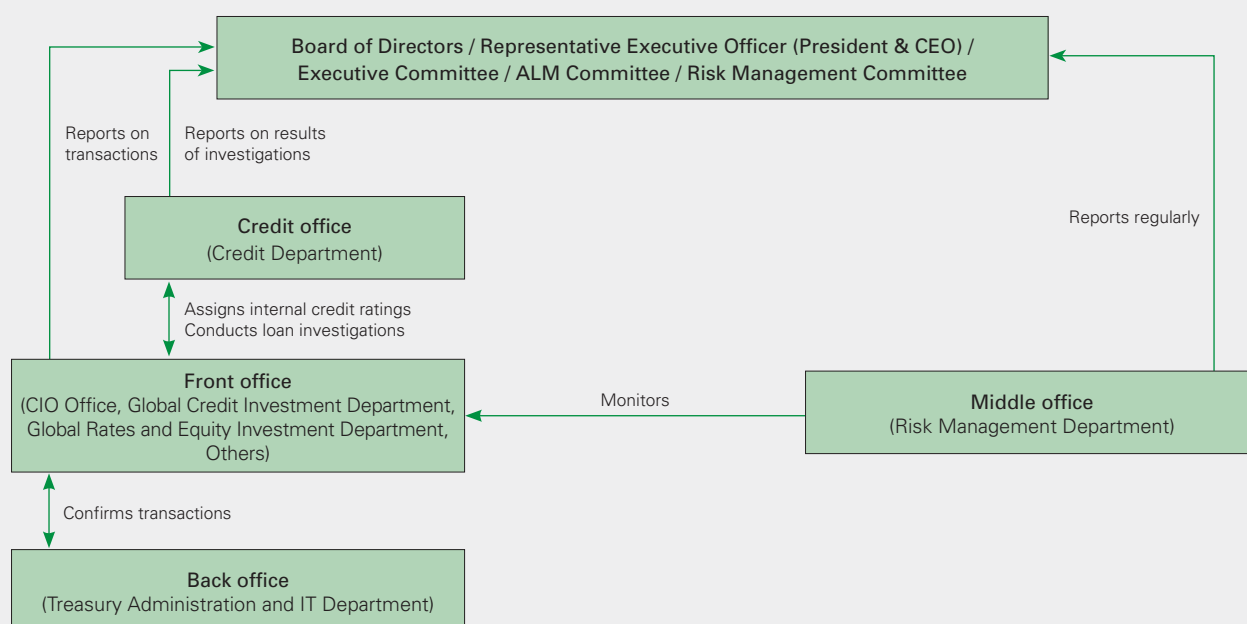 Board of Directors / Representative Executive Officer (President & CEO) /
Executive Committee / ALM Committee / Risk Management Committee
Reports on
transactions
Reports on results
of investigations
Reports regularly
Credit office
(Credit Department)
Assigns internal credit ratings
Conducts loan investigations
Front office
(CIO Office, Global Credit Investment Department,
Global Rates and Equity Investment Department,
Others)
Monitors
Middle office
(Risk Management Department)
Confirms transactions
Back office
(Treasury Administration and IT Department)